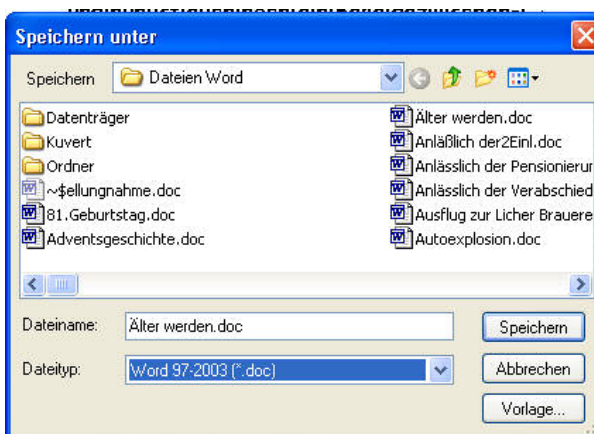 Speichern unter
Speichern
Dateien Word
Datenträger
Kuvert
Ordner
~$ellungnahme.doc
81.Geburtstag.doc
Adventsgeschichte.doc
Älter werden.doc
Anläßlich der2Einl.doc
Anlässlich der Pensionierur
Anlässlich der Verabschied
Ausflug zur Licher Brauere
Autoexplosion.doc
Dateiname:
Älter werden.doc
Speichern
Dateityp:
Word 97-2003 (*.doc)
Abbrechen
Vorlage...